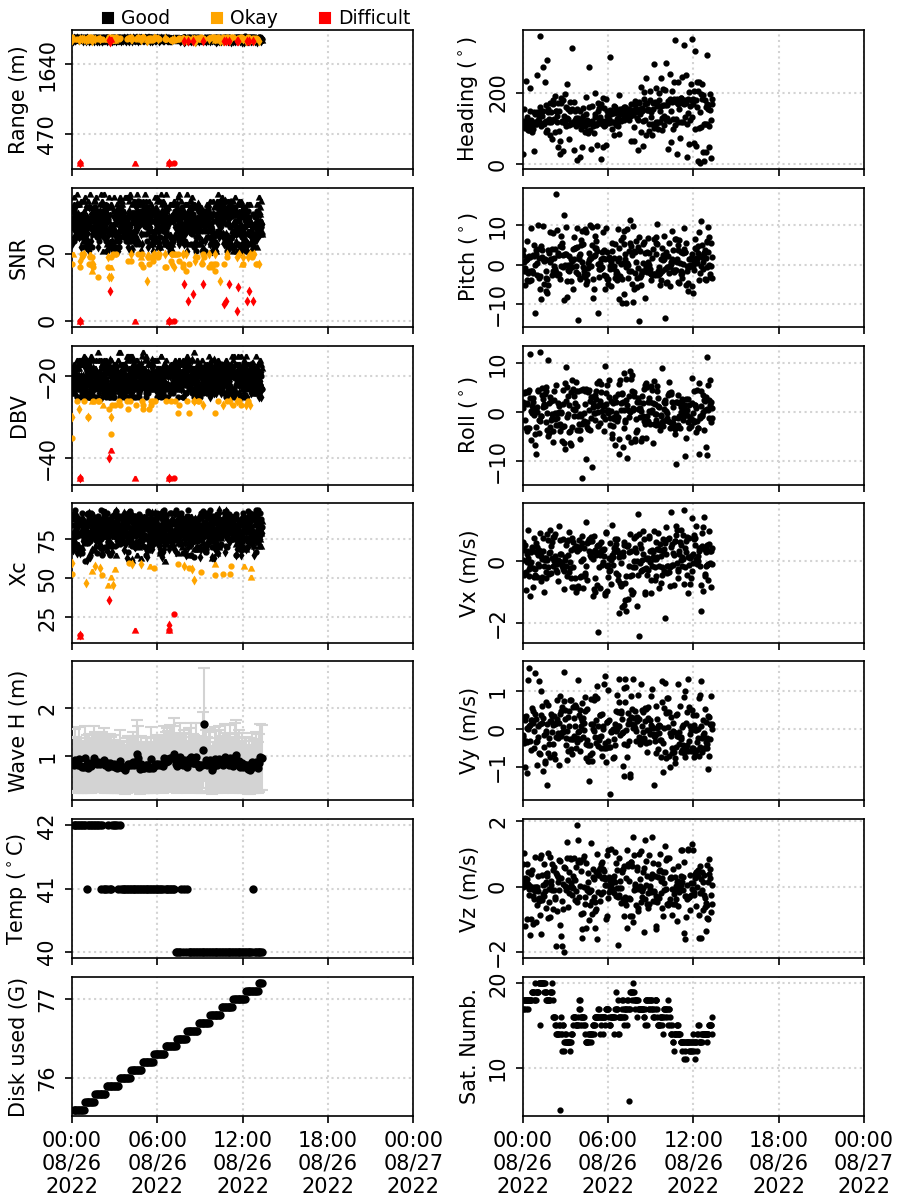 Good Okay Difficult
Range (m)
1640
470
Heading (°)
200
0
SNR
20
0
Pitch (°)
10
0
−10
DBV
−20
−40
Roll (°)
10
0
−10
Xc
75
50
25
Vx (m/s)
0
−2
Wave H (m)
2
1
Vy (m/s)
1
0
−1
Temp (°C)
42
41
40
Vz (m/s)
2
0
−2
Disk used (G)
77
76
Sat. Numb.
20
10
00:00 06:00 12:00 18:00 00:00
08/26 08/26 08/26 08/26 08/27
2022 2022 2022 2022 2022
00:00 06:00 12:00 18:00 00:00
08/26 08/26 08/26 08/26 08/27
2022 2022 2022 2022 2022